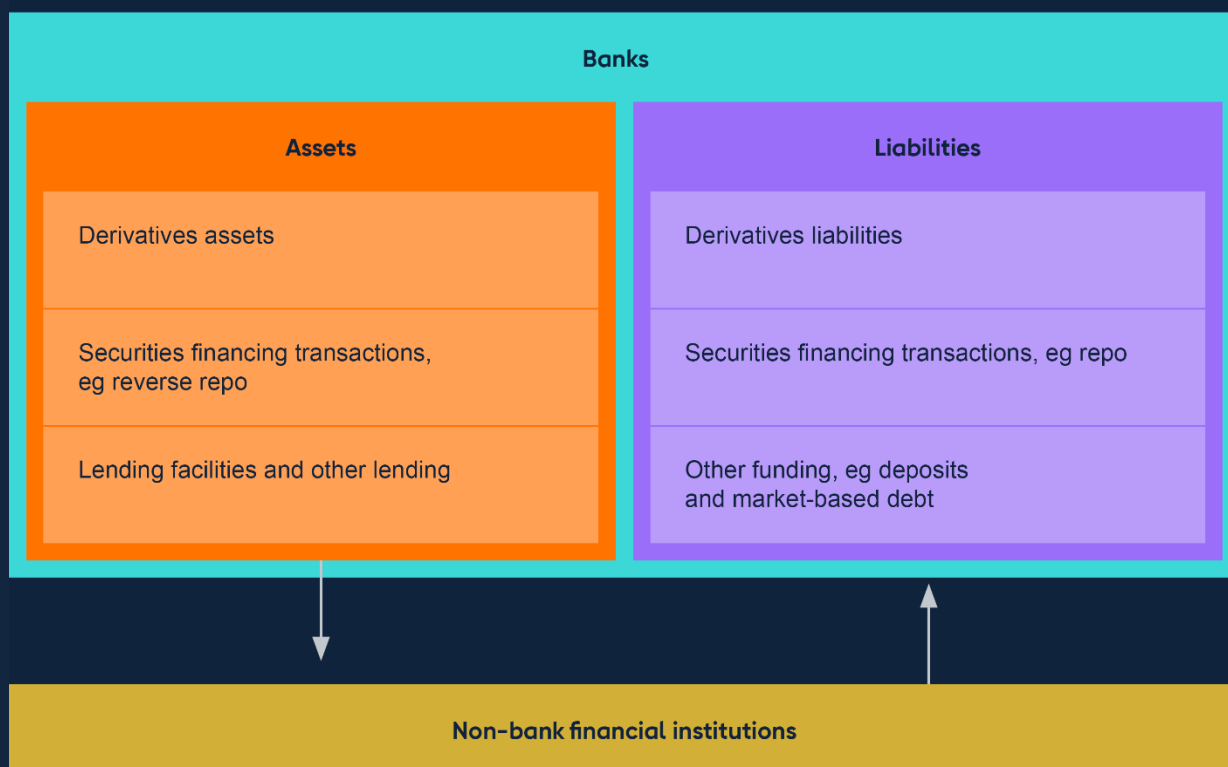 Banks
Assets
Derivatives assets
Securities financing transactions,
eg reverse repo
Lending facilities and other lending
Liabilities
Derivatives liabilities
Securities financing transactions, eg repo
Other funding, eg deposits
and market-based debt
Non-bank financial institutions